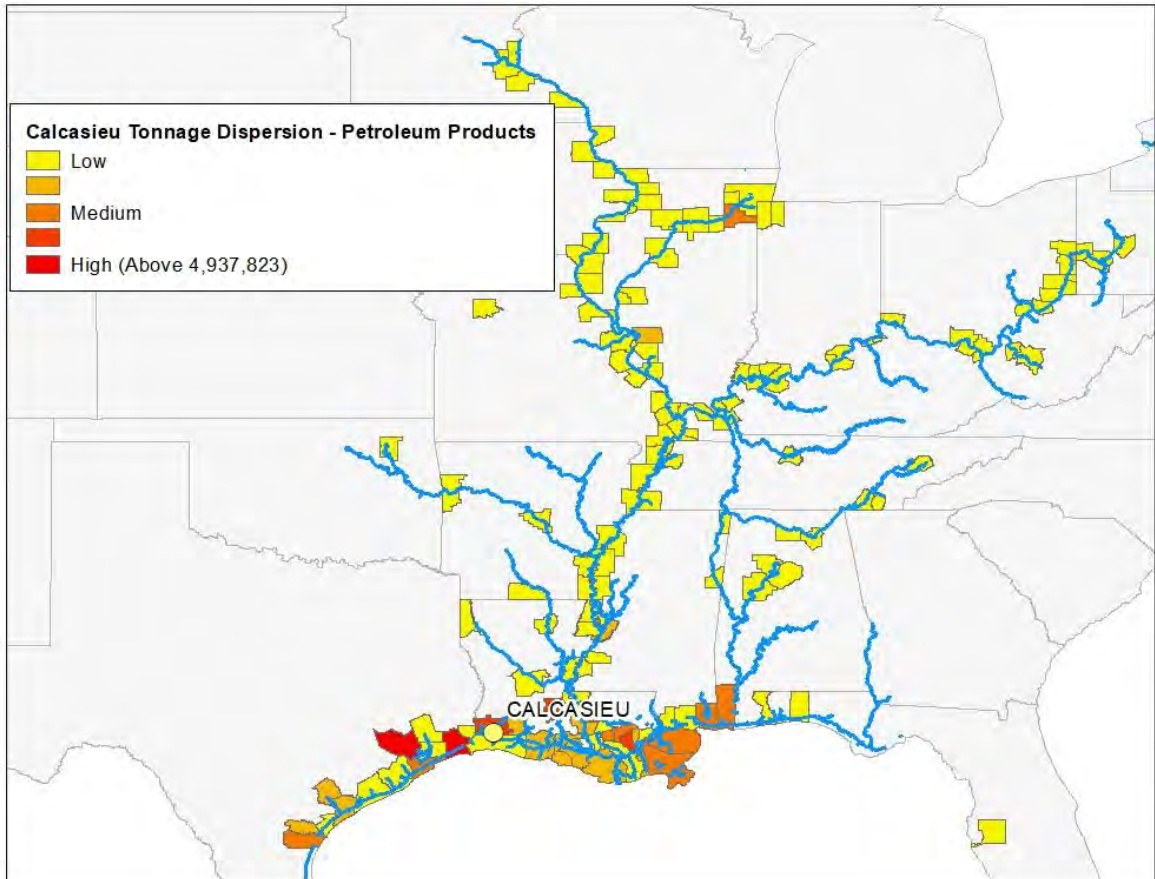 Calcasieu Tonnage Dispersion - Petroleum Products
Low
Medium
High (Above 4,937,823)
CALCASIEU